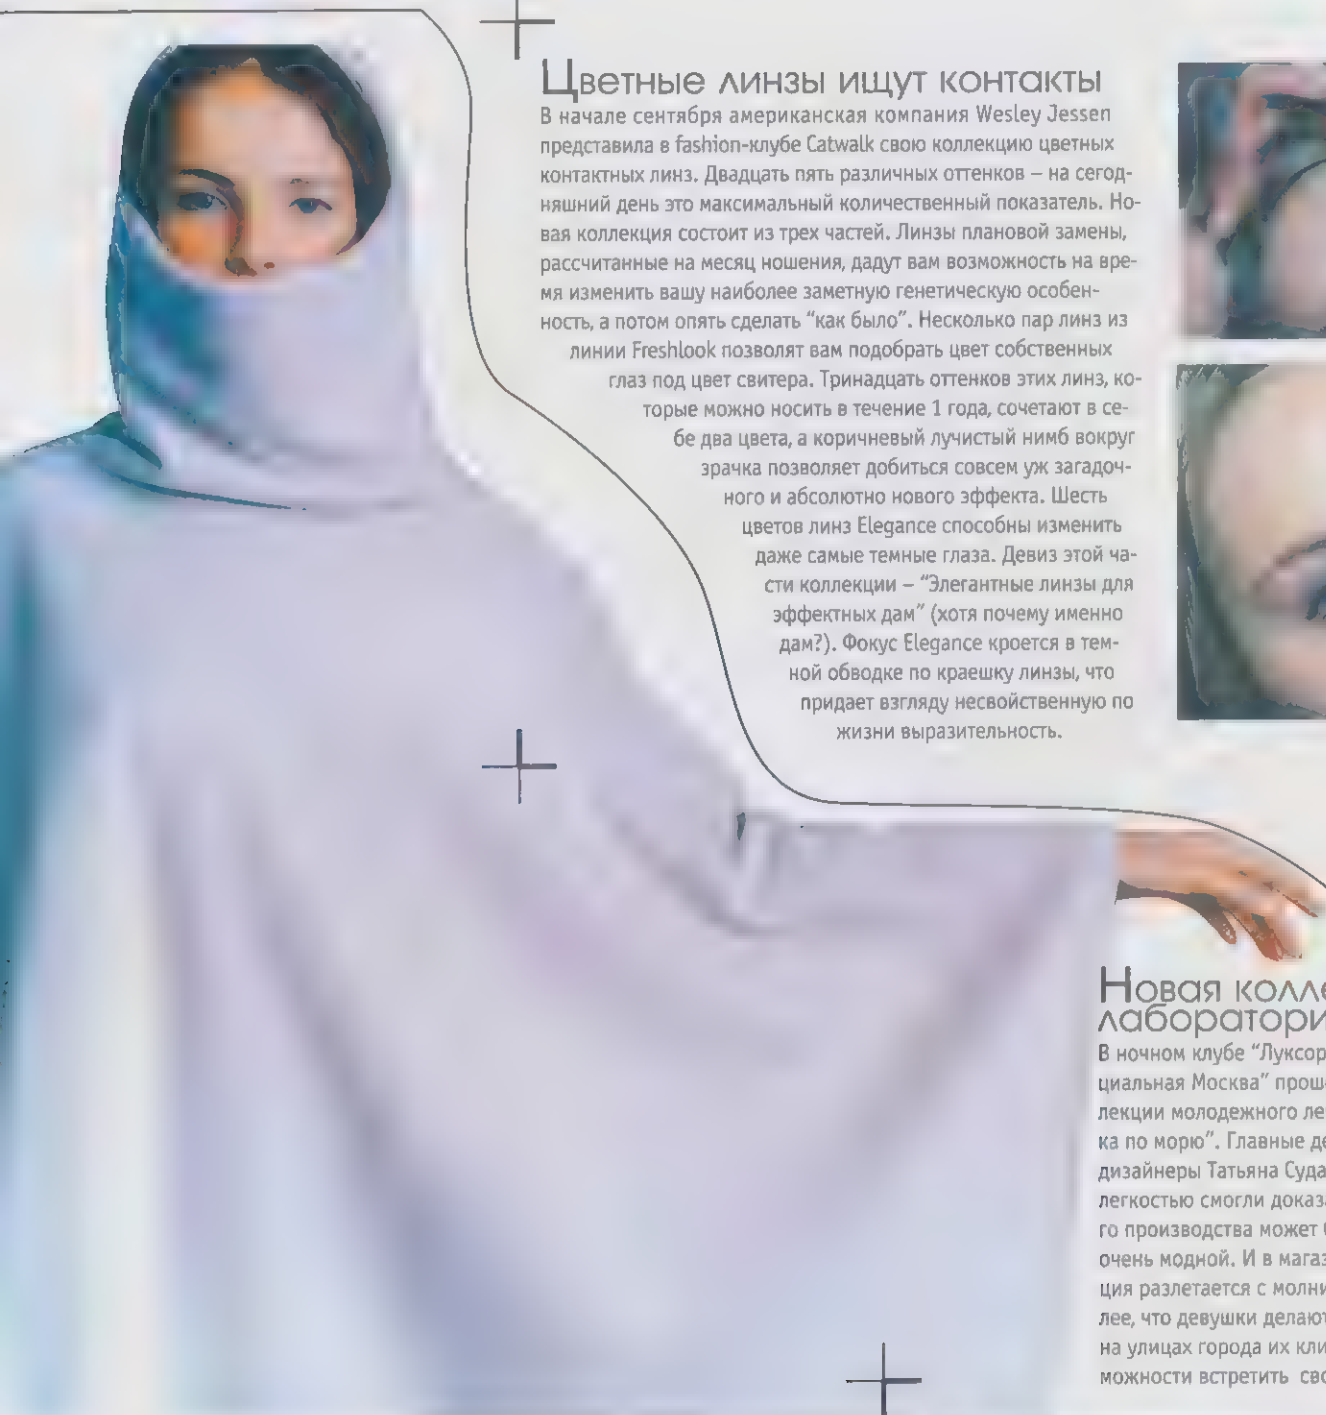 Цветные линзы ищут контакты
В начале сентября американская компания Wesley Jessen
представила в fashion-клубе Catwalk свою коллекцию цветных
контактных линз. Двадцать пять различных оттенков – на сегод-
няшний день это максимальный количественный показатель. Но-
вая коллекция состоит из трех частей. Линзы плановой замены,
рассчитанные на месяц ношения, дадут вам возможность на вре-
мя изменить вашу наиболее заметную генетическую особен-
ность, а потом опять сделать "как было". Несколько пар линз из
линии Freshlook позволят вам подобрать цвет собственных
глаз под цвет свитера. Тринадцать оттенков этих линз, ко-
торые можно носить в течение 1 года, сочетают в се-
бе два цвета, а коричневый лучистый нимб вокруг
зрачка позволяет добиться совсем уж загадоч-
ного и абсолютно нового эффекта. Шесть
цветов линз Elegance способны изменить
даже самые темные глаза. Девиз этой ча-
сти коллекции – "Элегантные линзы для
эффектных дам" (хотя почему именно
дам?). Фокус Elegance кроется в тем-
ной обводке по краешку линзы, что
придает взгляду несвойственную по
жизни выразительность.
Новая колле
лаборатори
В ночном клубе "Луксор
циальная Москва" прош
лекции молодежного ле
ка по морю". Главные де
дизайнеры Татьяна Суда
легкостью смогли доказ
го производства может
очень модной. И в магаз
ция разлетается с молни
лее, что девушки делают
на улицах города их кли
можности встретить сво